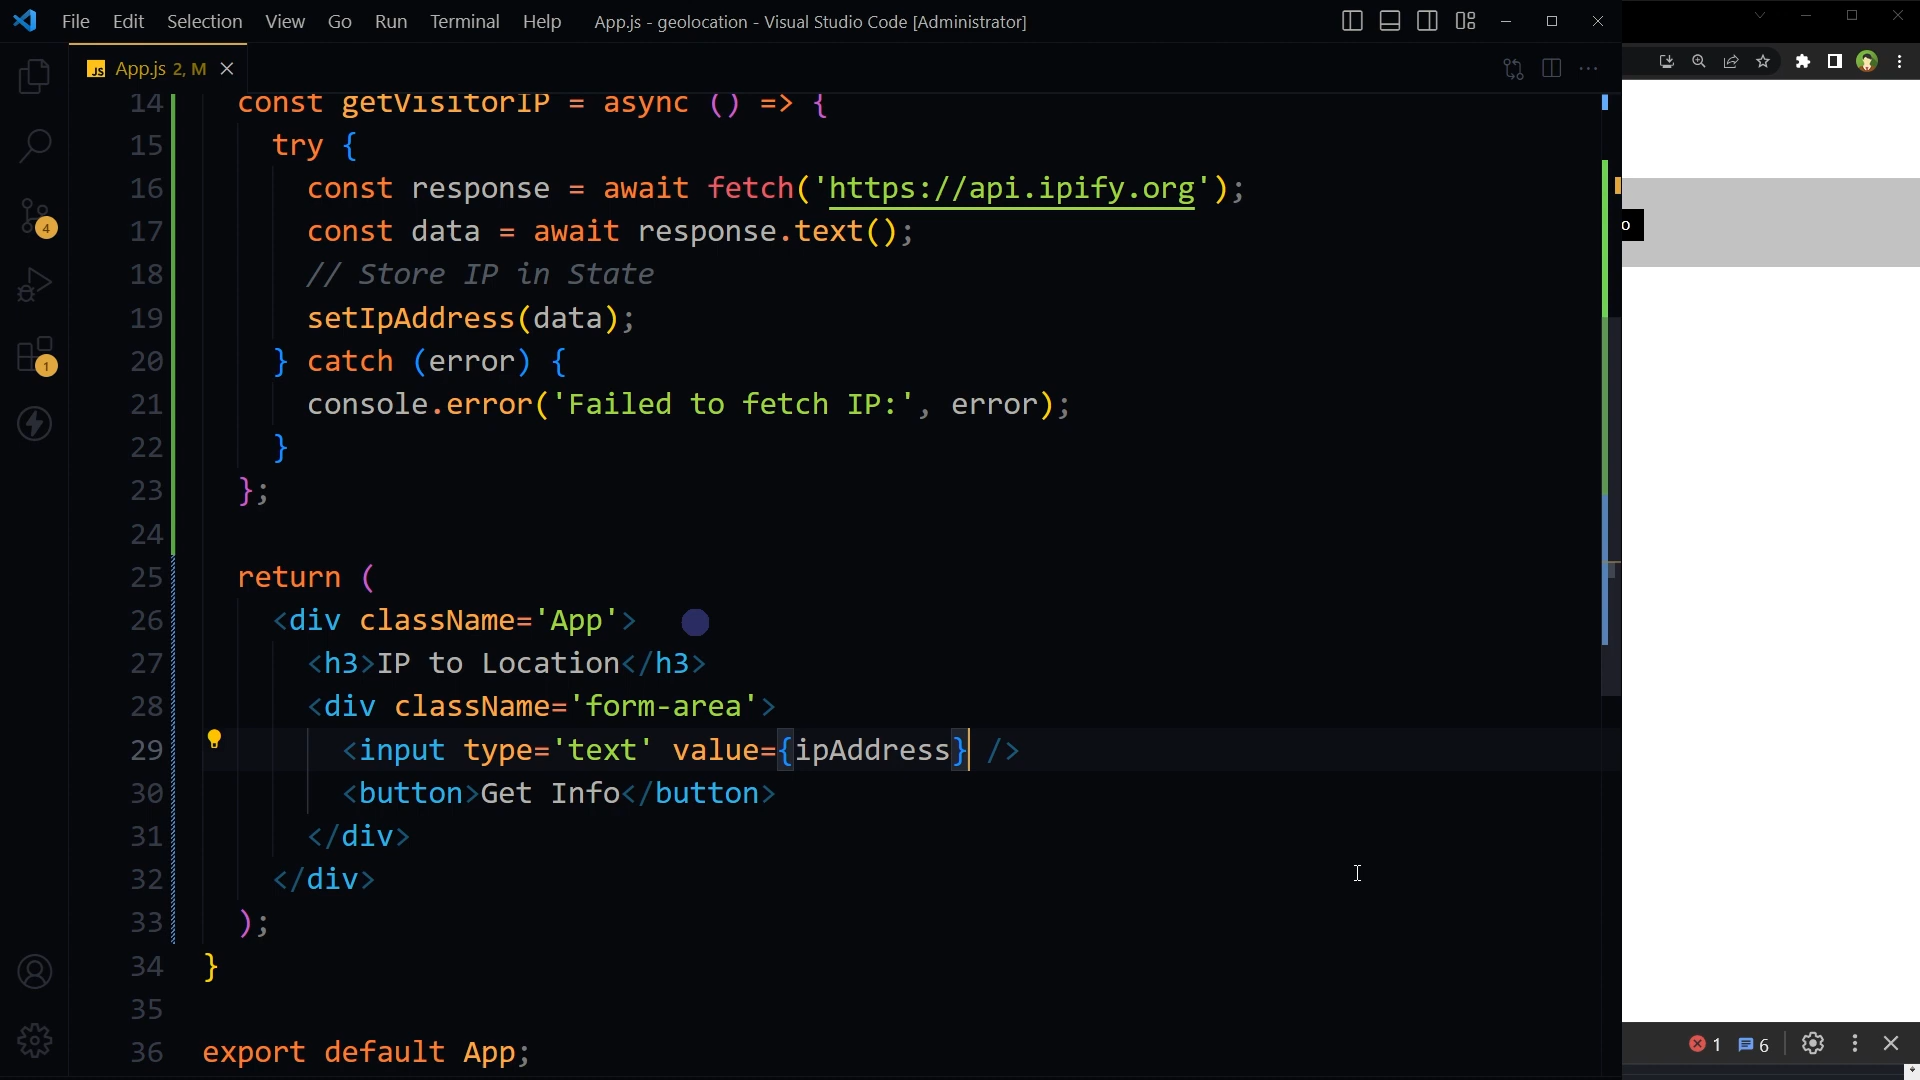 File Edit Selection View Go Run Terminal Help App.js - geolocation - Visual Studio Code [Administrator]
JS App.js 2, M
14 const getVisitorIP = async () => {
15 try {
16 const response = await fetch('https://api.ipify.org');
17 const data = await response.text();
18 // Store IP in State
19 setIpAddress(data);
20 } catch (error) {
21 console.error('Failed to fetch IP:', error);
22 }
23 };
24
25 return (
26 <div className='App'>
27 <h3>IP to Location</h3>
28 <div className='form-area'>
29 <input type='text' value={ipAddress} />
30 <button>Get Info</button>
31 </div>
32 </div>
33 );
34 }
35
36 export default App;
4
1
o
1 6